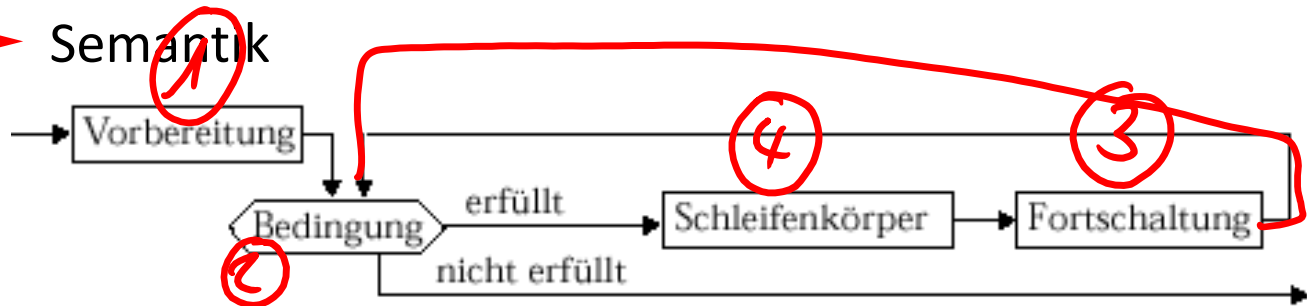 Semantik
1
Vorbereitung
4
3
erfüllt
Bedingung
Schleifenkörper
Fortschaltung
2
nicht erfüllt